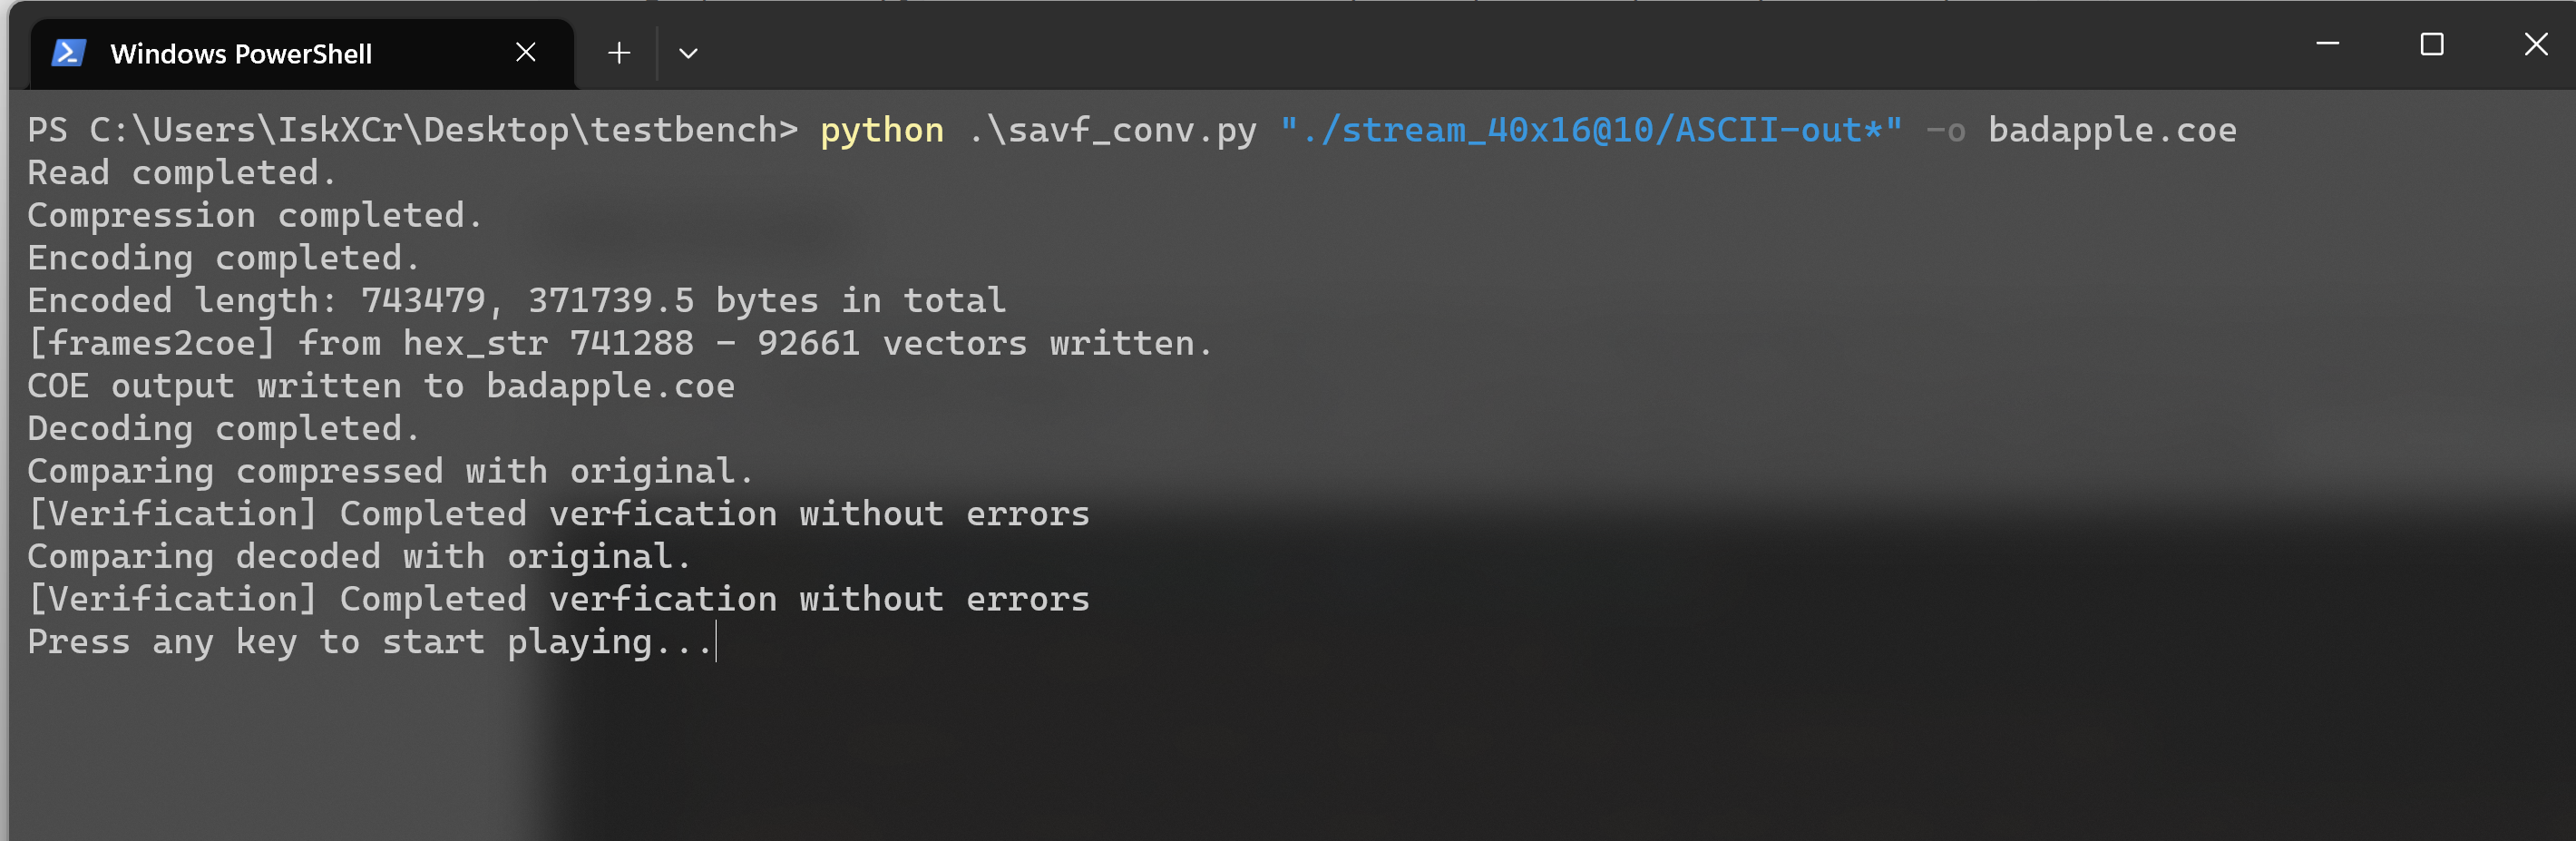 Windows PowerShell
PS C:\Users\IskXCr\Desktop\testbench> python .\savf_conv.py "./stream_40x16@10/ASCII-out*" -o badapple.coe
Read completed.
Compression completed.
Encoding completed.
Encoded length: 743479, 371739.5 bytes in total
[frames2coe] from hex_str 741288 - 92661 vectors written.
COE output written to badapple.coe
Decoding completed.
Comparing compressed with original.
[Verification] Completed verfication without errors
Comparing decoded with original.
[Verification] Completed verfication without errors
Press any key to start playing...